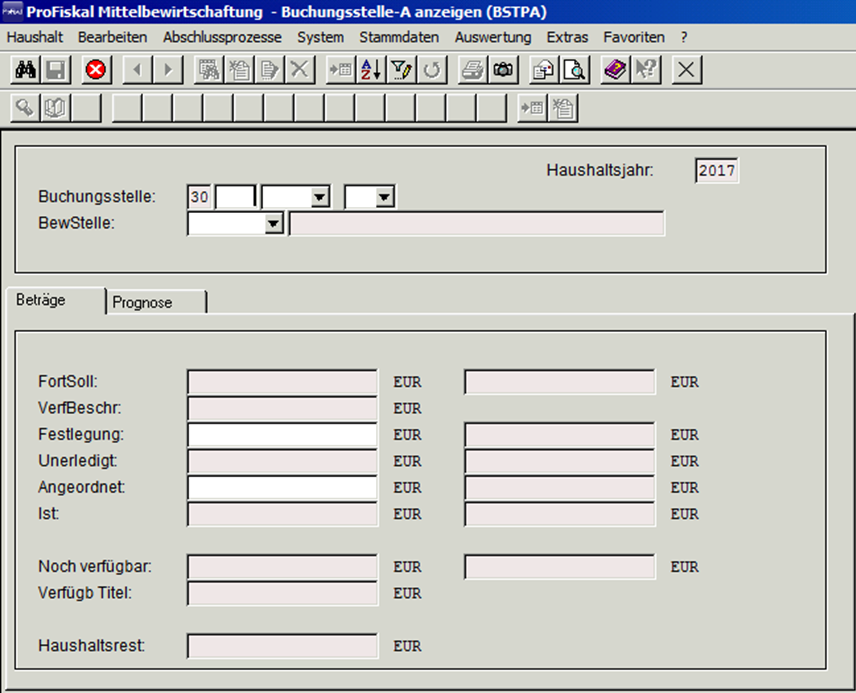 ProFiskal Mittelbewirtschaftung - Buchungsstelle-A anzeigen (BSTPA)
Haushalt Bearbeiten Abschlussprozesse System Stammdaten Auswertung Extras Favoriten ?
Haushaltsjahr: 2017
Buchungsstelle: 30
BewStelle:
Beträge Prognose
FortSoll: EUR EUR
VerfBeschr: EUR
Festlegung: EUR EUR
Unerledigt: EUR EUR
Angeordnet: EUR EUR
Ist: EUR EUR
Noch verfügbar: EUR EUR
Verfügb Titel: EUR
Haushaltsrest: EUR